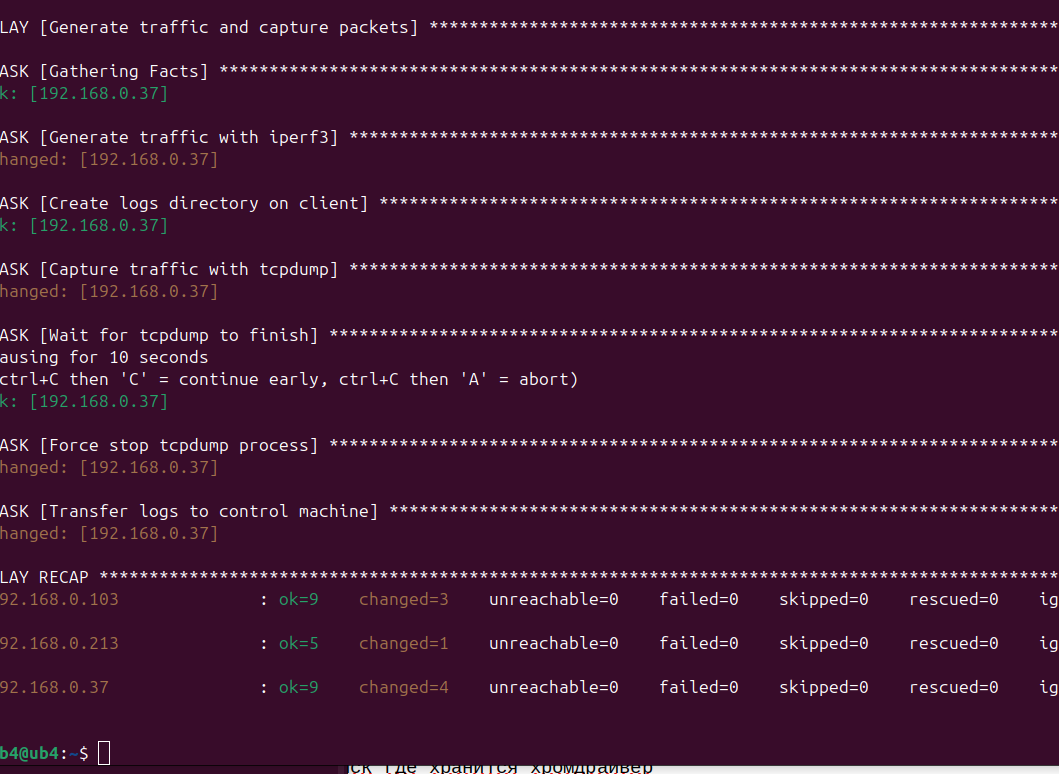 LAY [Generate traffic and capture packets] ***************************************************************
ASK [Gathering Facts] ************************************************************************************
k: [192.168.0.37]
ASK [Generate traffic with iperf3] ***********************************************************************
hanged: [192.168.0.37]
ASK [Create logs directory on client] ********************************************************************
k: [192.168.0.37]
ASK [Capture traffic with tcpdump] ***********************************************************************
hanged: [192.168.0.37]
ASK [Wait for tcpdump to finish] *************************************************************************
ausing for 10 seconds
ctrl+C then 'C' = continue early, ctrl+C then 'A' = abort)
k: [192.168.0.37]
ASK [Force stop tcpdump process] *************************************************************************
hanged: [192.168.0.37]
ASK [Transfer logs to control machine] *******************************************************************
hanged: [192.168.0.37]
LAY RECAP ************************************************************************************************
92.168.0.103 : ok=9 changed=3 unreachable=0 failed=0 skipped=0 rescued=0 ig
92.168.0.213 : ok=5 changed=1 unreachable=0 failed=0 skipped=0 rescued=0 ig
92.168.0.37 : ok=9 changed=4 unreachable=0 failed=0 skipped=0 rescued=0 ig
b4@ub4:~$
где хранится хромдрайвер